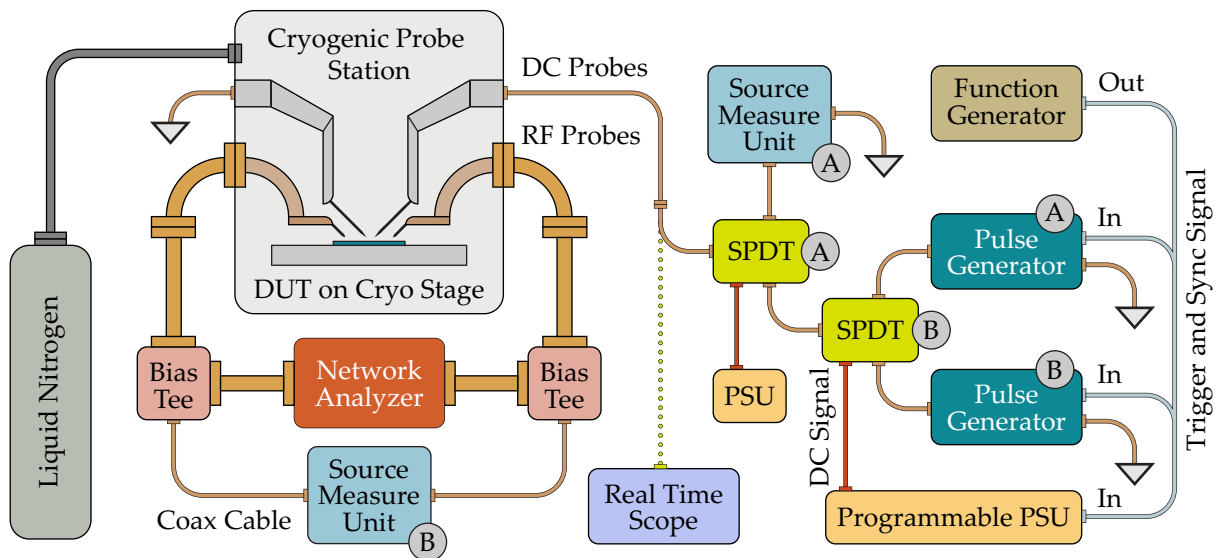 Cryogenic Probe
Station
DC Probes
RF Probes
DUT on Cryo Stage
Liquid Nitrogen
Bias
Tee
Network
Analyzer
Bias
Tee
Coax Cable
Source
Measure
Unit
B
Real Time
Scope
Source
Measure
Unit
A
SPDT
A
PSU
SPDT
B
DC Signal
Function
Generator
Out
Pulse
Generator
A
In
Pulse
Generator
B
In
Programmable PSU
In
Trigger and Sync Signal